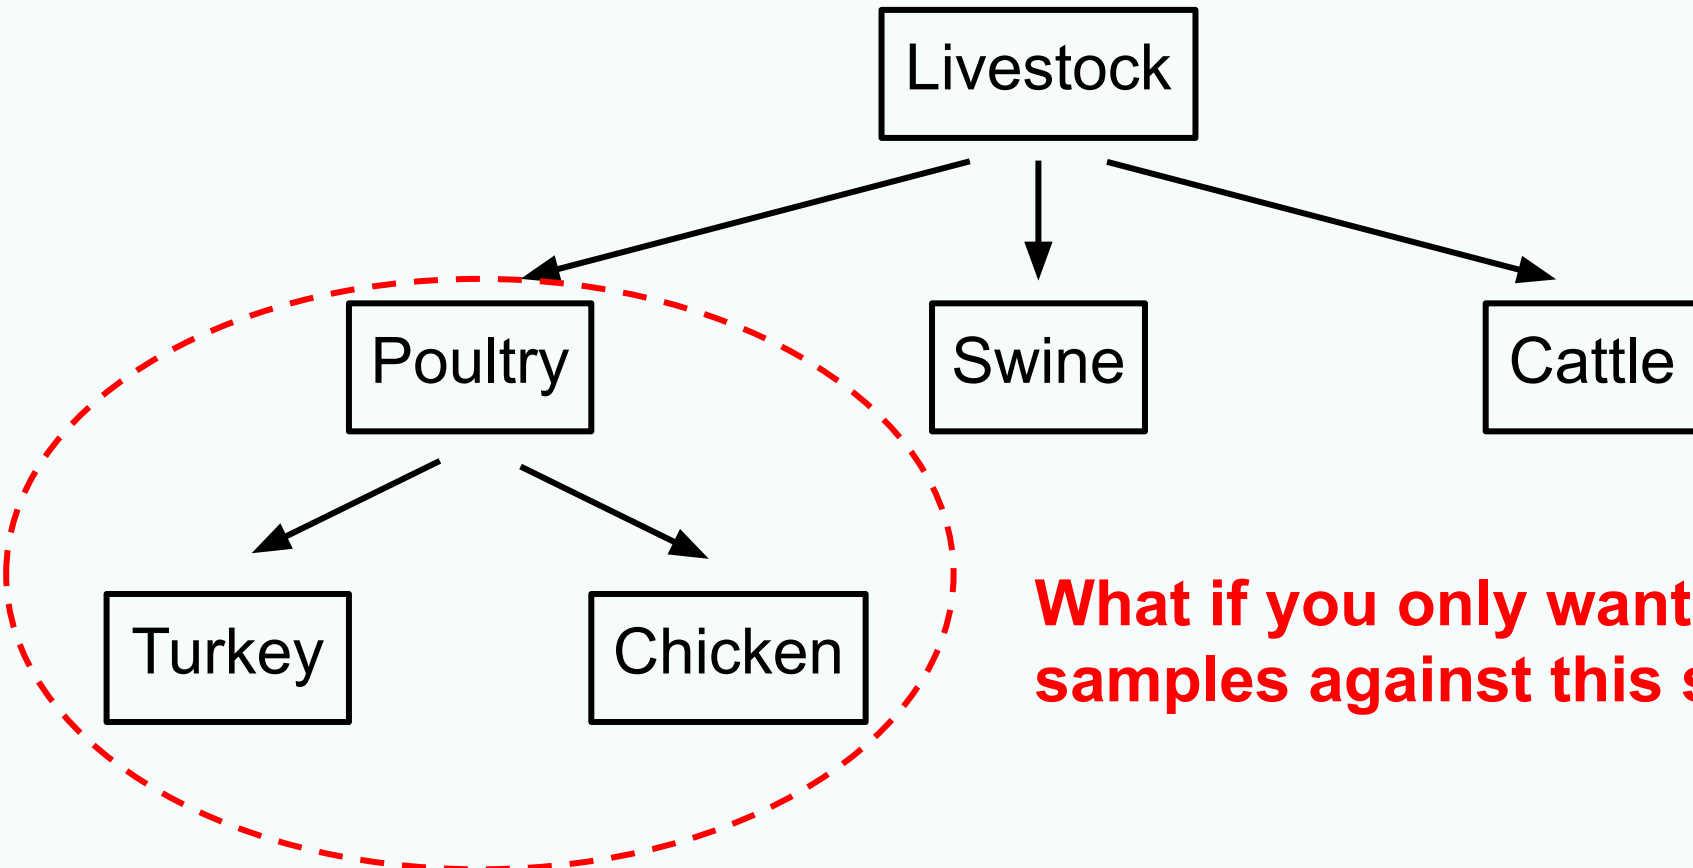 Livestock
Poultry
Swine
Cattle
Turkey
Chicken
What if you only want
samples against this